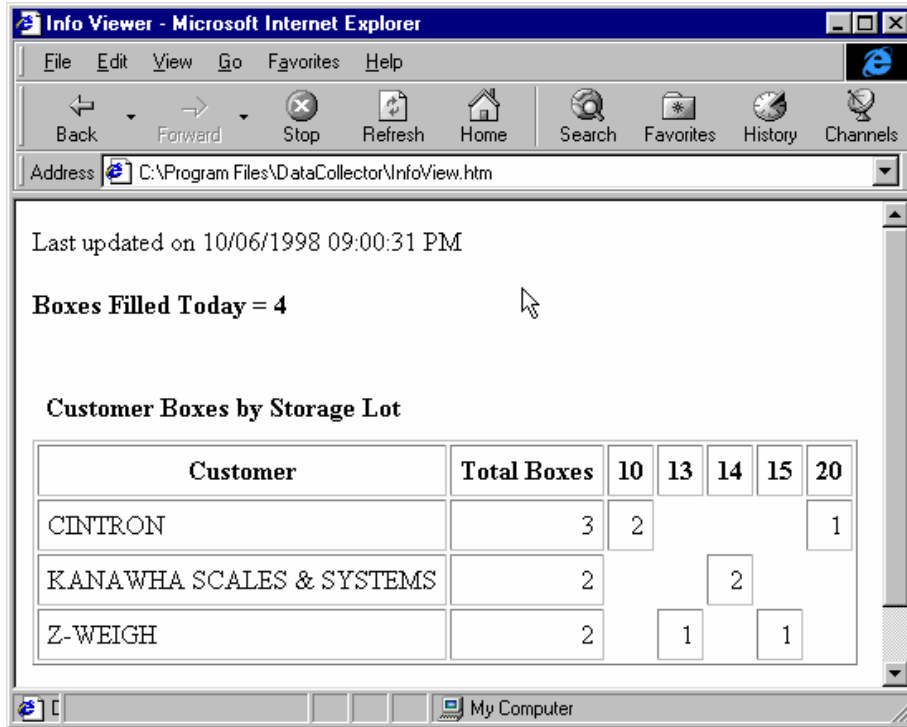 Info Viewer - Microsoft Internet Explorer
File Edit View Go Favorites Help
Back Forward Stop Refresh Home Search Favorites History Channels
Address C:\Program Files\DataCollector\InfoView.htm
Last updated on 10/06/1998 09:00:31 PM
Boxes Filled Today = 4
Customer Boxes by Storage Lot
Customer Total Boxes 10 13 14 15 20
CINTRON 3 2 1
KANAWHA SCALES & SYSTEMS 2 2
Z-WEIGH 2 1 1
My Computer